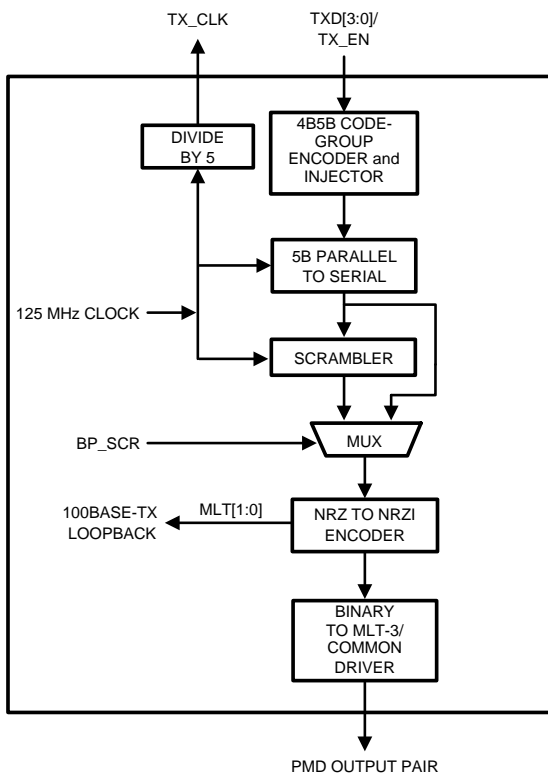 TX_CLK
TXD[3:0]/
TX_EN
DIVIDE
BY 5
4B5B CODE-
GROUP
ENCODER and
INJECTOR
5B PARALLEL
TO SERIAL
125 MHz CLOCK
SCRAMBLER
BP_SCR
MUX
100BASE-TX
LOOPBACK
MLT[1:0]
NRZ TO NRZI
ENCODER
BINARY
TO MLT-3/
COMMON
DRIVER
PMD OUTPUT PAIR